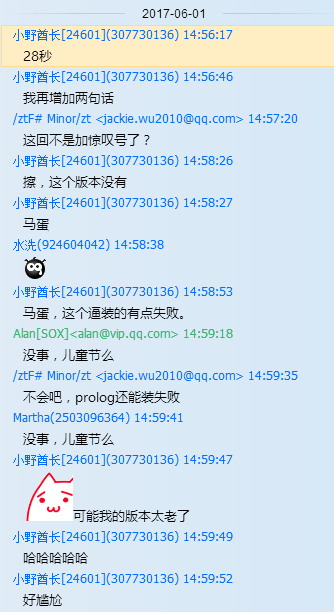 2017-06-01
小野酋长[24601](307730136) 14:56:17
28秒
小野酋长[24601](307730136) 14:56:46
我再增加两句话
/ztF# Minor/zt <jackie.wu2010@qq.com> 14:57:20
这回不是加惊叹号了？
小野酋长[24601](307730136) 14:58:26
擦，这个版本没有
小野酋长[24601](307730136) 14:58:27
马蛋
水洗(924604042) 14:58:38
小野酋长[24601](307730136) 14:58:53
马蛋，这个逼装的有点失败。
Alan[SOX]<alan@vip.qq.com> 14:59:18
没事，儿童节么
/ztF# Minor/zt <jackie.wu2010@qq.com> 14:59:35
不会吧，prolog还能装失败
Martha(2503096364) 14:59:41
没事，儿童节么
小野酋长[24601](307730136) 14:59:47
可能我的版本太老了
小野酋长[24601](307730136) 14:59:49
哈哈哈哈哈
小野酋长[24601](307730136) 14:59:52
好尴尬